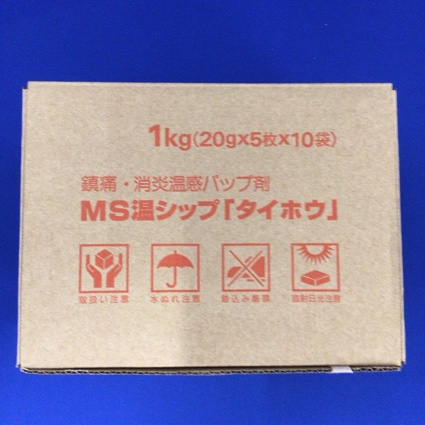 1kg(20g×5枚×10袋)
鎮痛・消炎温感パップ剤
MS温シップ「タイホウ」
取扱い注意 水ぬれ注意 踏込み厳禁 直射日光注意